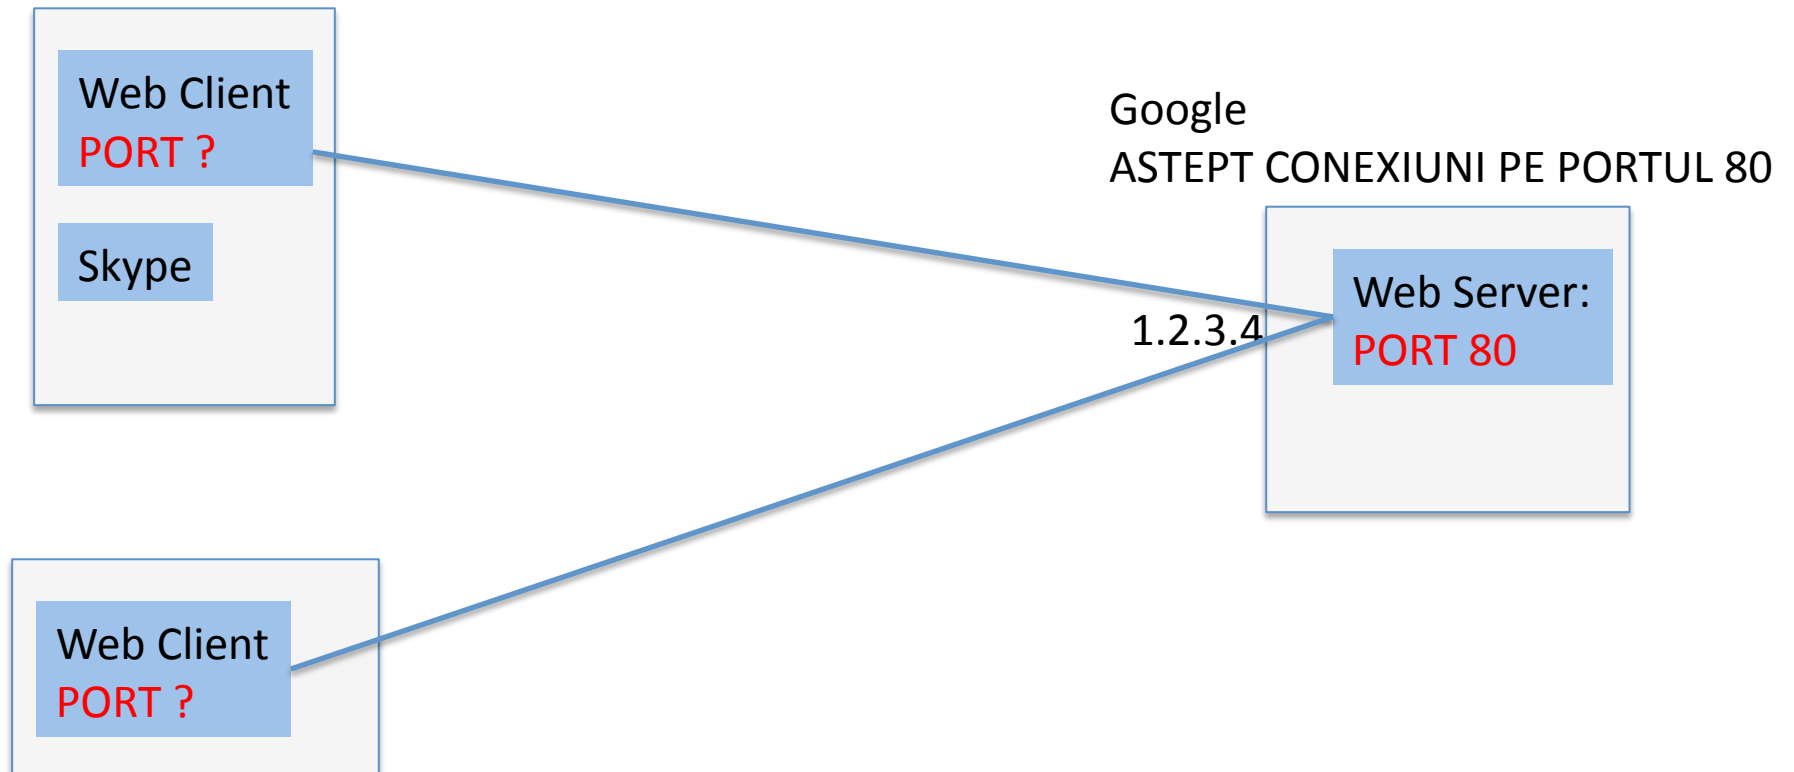 Web Client
PORT ?
Skype
Google
ASTEPT CONEXIUNI PE PORTUL 80
1.2.3.4
Web Server:
PORT 80
Web Client
PORT ?